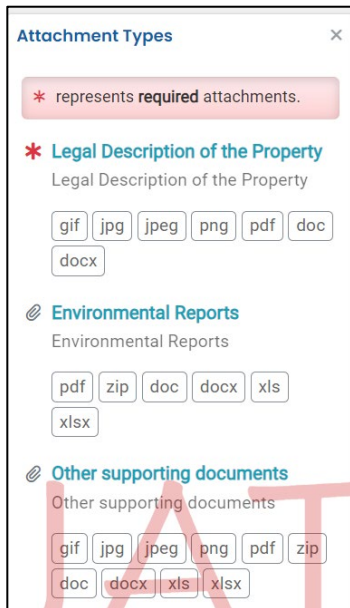 Attachment Types ×
* represents required attachments.
* Legal Description of the Property
Legal Description of the Property
gif jpg jpeg png pdf doc
docx
Environmental Reports
Environmental Reports
pdf zip doc docx xls
xlsx
Other supporting documents
Other supporting documents
gif jpg jpeg png pdf zip
doc docx xls xlsx
UAT